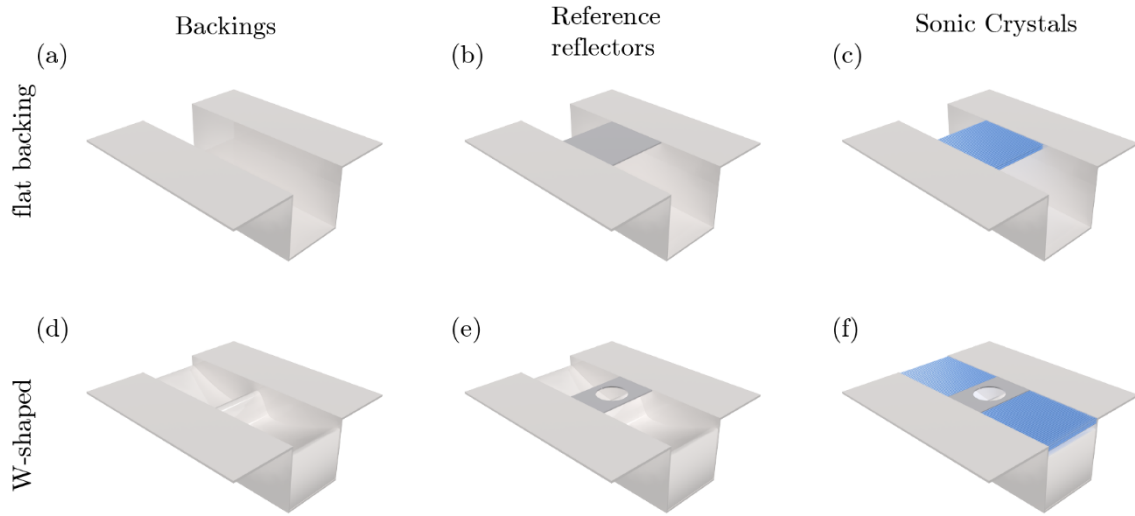 Backings
Reference
reflectors
Sonic Crystals
(a)
(b)
(c)
flat backing
(d)
(e)
(f)
W-shaped